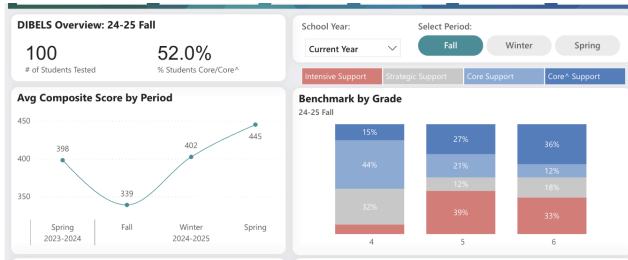 DIBELS Overview: 24-25 Fall
100
# of Students Tested
52.0%
% Students Core/Core^
School Year:
Current Year
Select Period:
Fall
Winter
Spring
Intensive Support
Strategic Support
Core Support
Core^ Support
Avg Composite Score by Period
450
400
350
398
339
402
445
Spring
Fall
Winter
Spring
2023-2024
2024-2025
Benchmark by Grade
24-25 Fall
15%
44%
32%
27%
21%
12%
39%
36%
12%
18%
33%
4
5
6